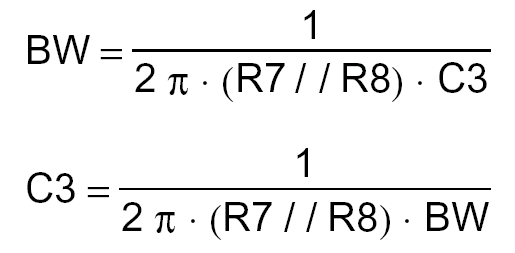 BW = 1 / 2 π · (R7 / / R8) · C3
C3 = 1 / 2 π · (R7 / / R8) · BW